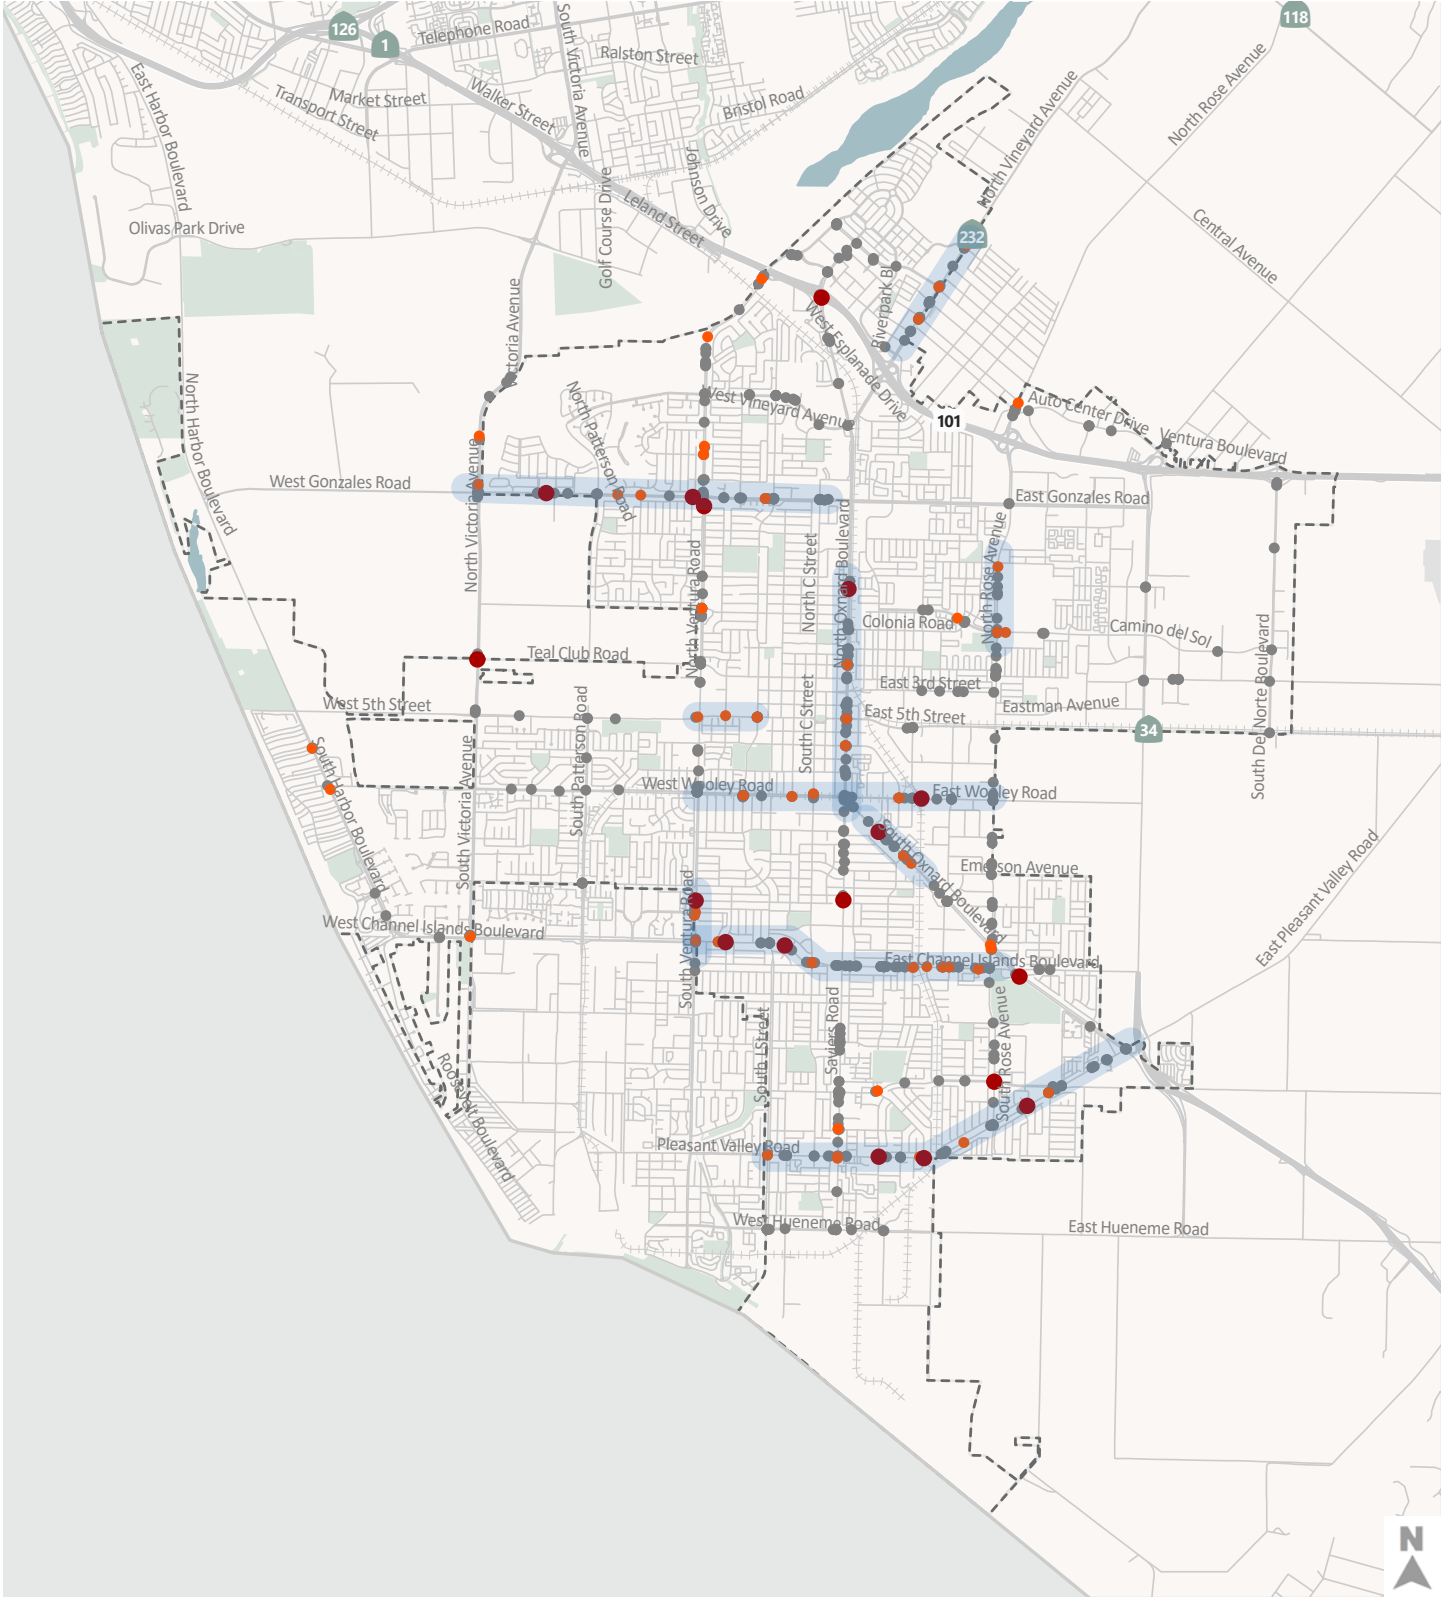 126
1
118
Telephone Road
South Victoria Avenue
Ralston Street
East Harbor Boulevard
Market Street
Transport Street
Walker Street
Bristol Road
North Rose Avenue
North Vineyard Avenue
Johnson Drive
Golf Course Drive
Leland Street
Olivas Park Drive
232
Central Avenue
Riverpark Bl
Victoria Avenue
West Esplanade Drive
North Harbor Boulevard
North Patterson Road
West Vineyard Avenue
101
Auto Center Drive
Ventura Boulevard
West Gonzales Road
East Gonzales Road
North Victoria Avenue
North Ventura Road
North C Street
North Oxnard Boulevard
North Rose Avenue
Colonia Road
Camino del Sol
Teal Club Road
East 3rd Street
West 5th Street
East 5th Street
Eastman Avenue
South Del Norte Boulevard
34
South Patterson Road
South C Street
South Harbor Boulevard
South Victoria Avenue
West Wooley Road
East Wooley Road
South Oxnard Boulevard
Emerson Avenue
East Pleasant Valley Road
West Channel Islands Boulevard
South Ventura Road
East Channel Islands Boulevard
Saviers Road
South J Street
South Rose Avenue
Roosevelt Boulevard
Pleasant Valley Road
West Hueneme Road
East Hueneme Road
N